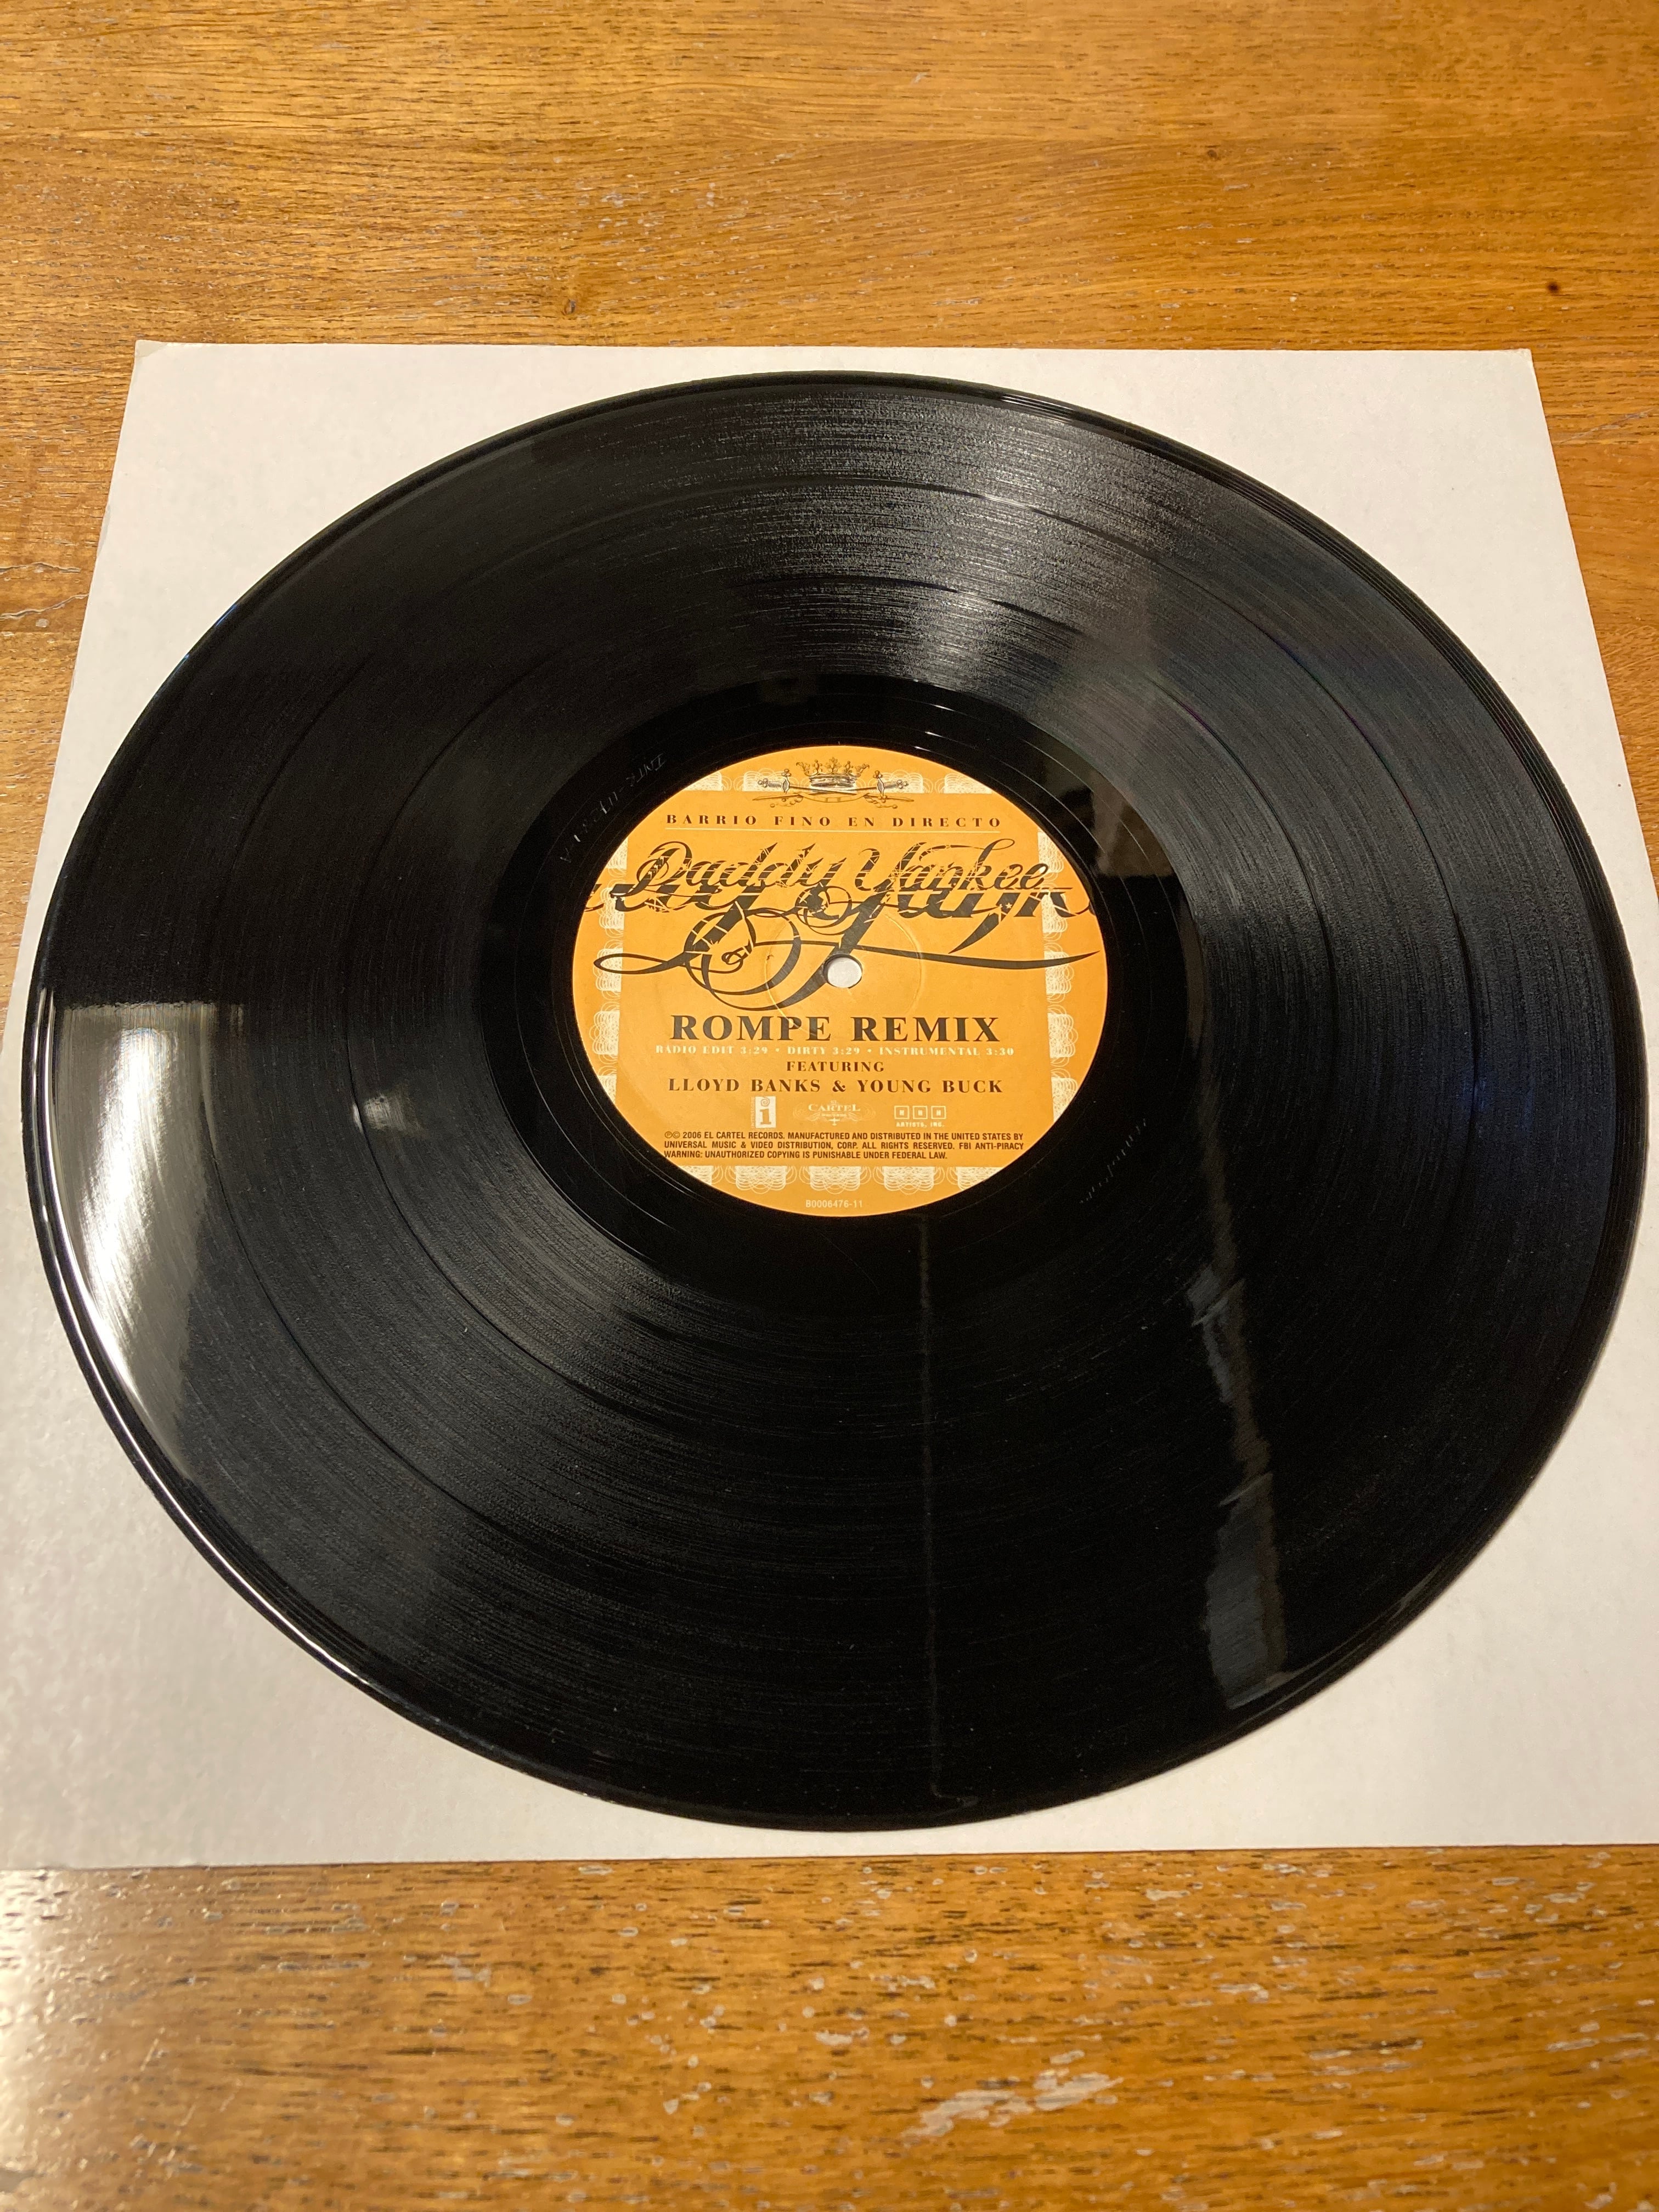 BARRIO FINO EN DIRECTO
Daddy Yankee
ROMPE REMIX
RADIO EDIT 3:29 • DIRTY 3:29 • INSTRUMENTAL 3:30
FEATURING
LLOYD BANKS & YOUNG BUCK
EL CARTEL
ARTISTS, INC.
℗© 2006 EL CARTEL RECORDS. MANUFACTURED AND DISTRIBUTED IN THE UNITED STATES BY
UNIVERSAL MUSIC & VIDEO DISTRIBUTION, CORP. ALL RIGHTS RESERVED. FBI ANTI-PIRACY
WARNING: UNAUTHORIZED COPYING IS PUNISHABLE UNDER FEDERAL LAW.
B0006476-11